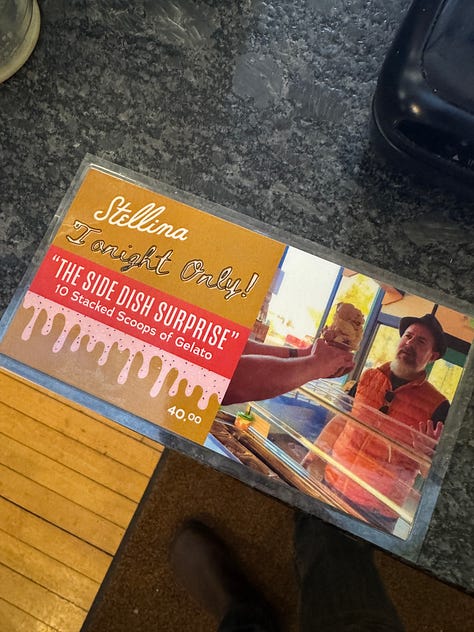 Stellina
Tonight Only!
"THE SIDE DISH SURPRISE"
10 Stacked Scoops of Gelato
40.00